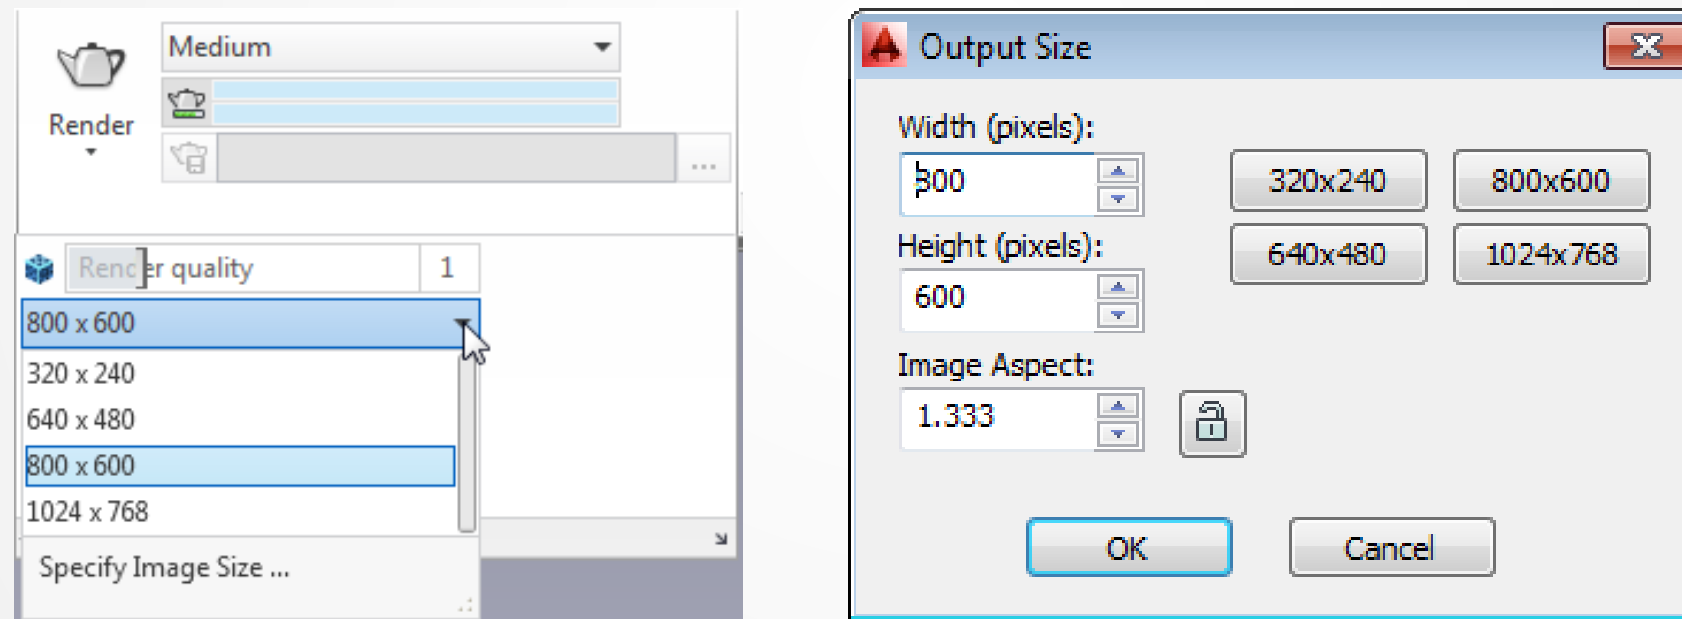 Medium
Render
...
Render quality 1
800 x 600
320 x 240
640 x 480
800 x 600
1024 x 768
Specify Image Size ...
Output Size
Width (pixels):
800
320x240 800x600
Height (pixels):
600
640x480 1024x768
Image Aspect:
1.333
OK Cancel